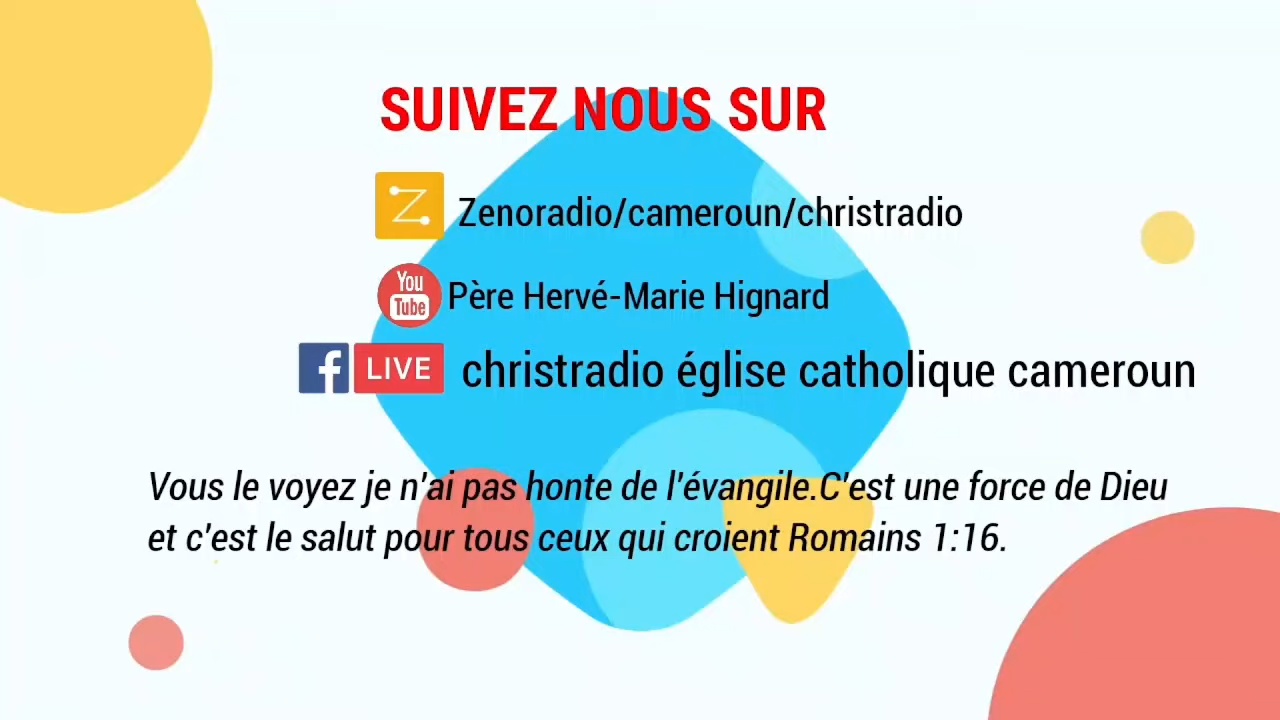 SUIVEZ NOUS SUR
Z Zenoradio/cameroun/christradio
You
Tube Père Hervé-Marie Hignard
f LIVE christradio église catholique cameroun
Vous le voyez je n'ai pas honte de l'évangile.C'est une force de Dieu
et c'est le salut pour tous ceux qui croient Romains 1:16.